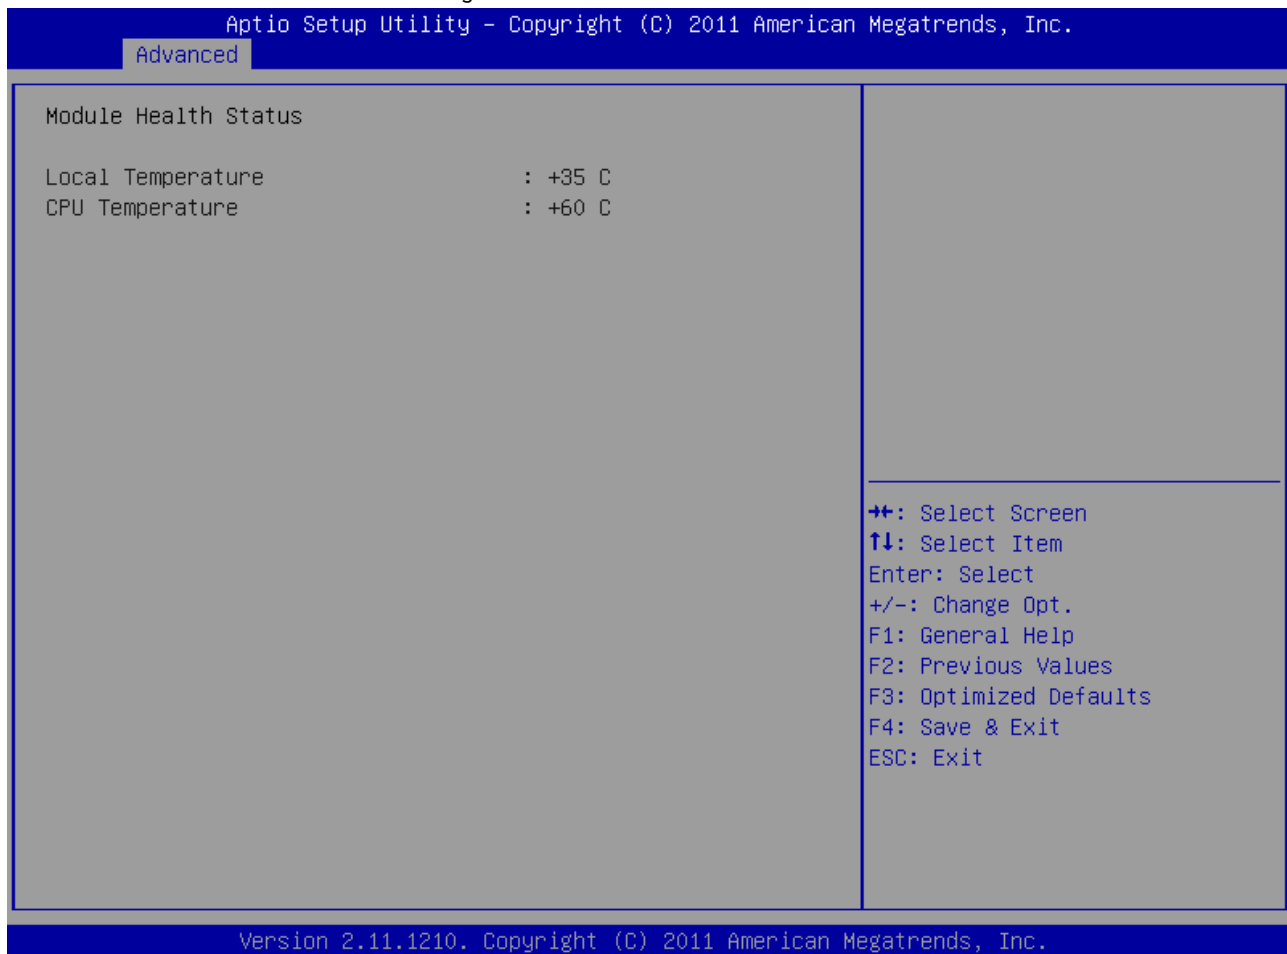 Aptio Setup Utility - Copyright (C) 2011 American Megatrends, Inc.
Advanced
Module Health Status
Local Temperature : +35 C
CPU Temperature : +60 C
→←: Select Screen
↑↓: Select Item
Enter: Select
+/-: Change Opt.
F1: General Help
F2: Previous Values
F3: Optimized Defaults
F4: Save & Exit
ESC: Exit
Version 2.11.1210. Copyright (C) 2011 American Megatrends, Inc.